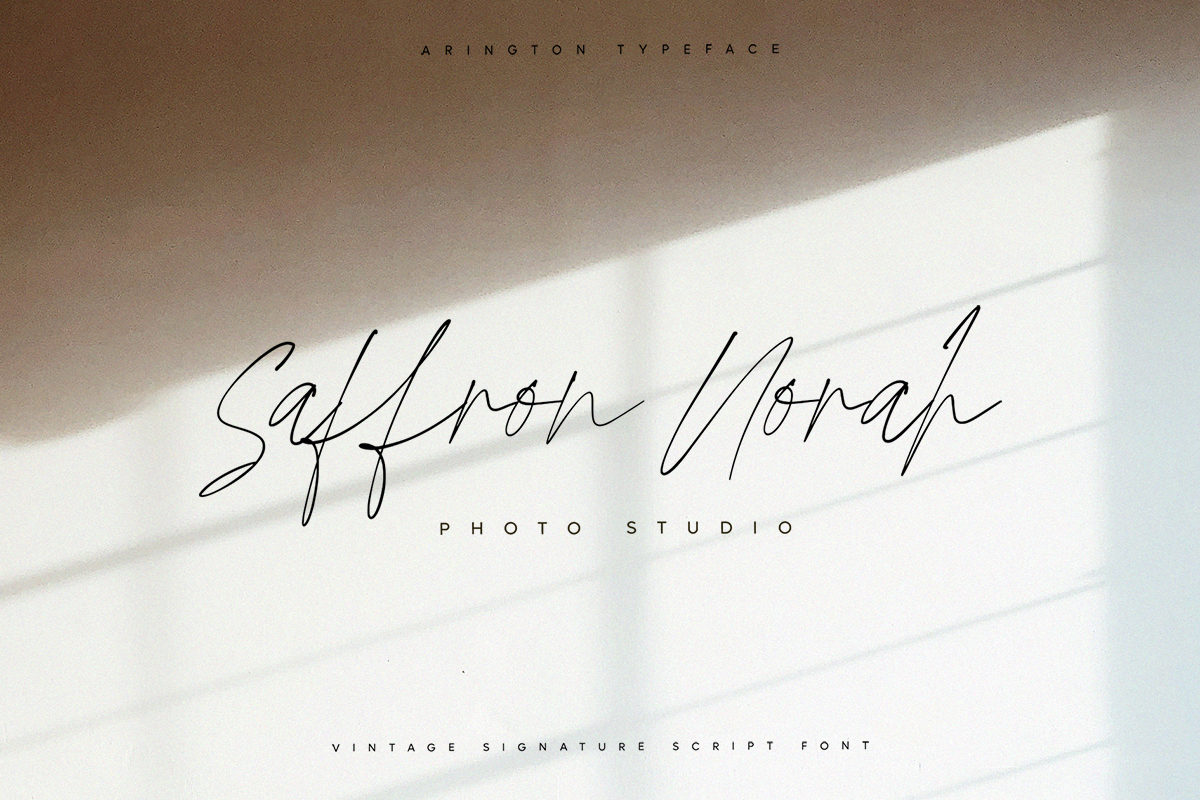 ARINGTON TYPEFACE
Saffron Norah
PHOTO STUDIO
VINTAGE SIGNATURE SCRIPT FONT